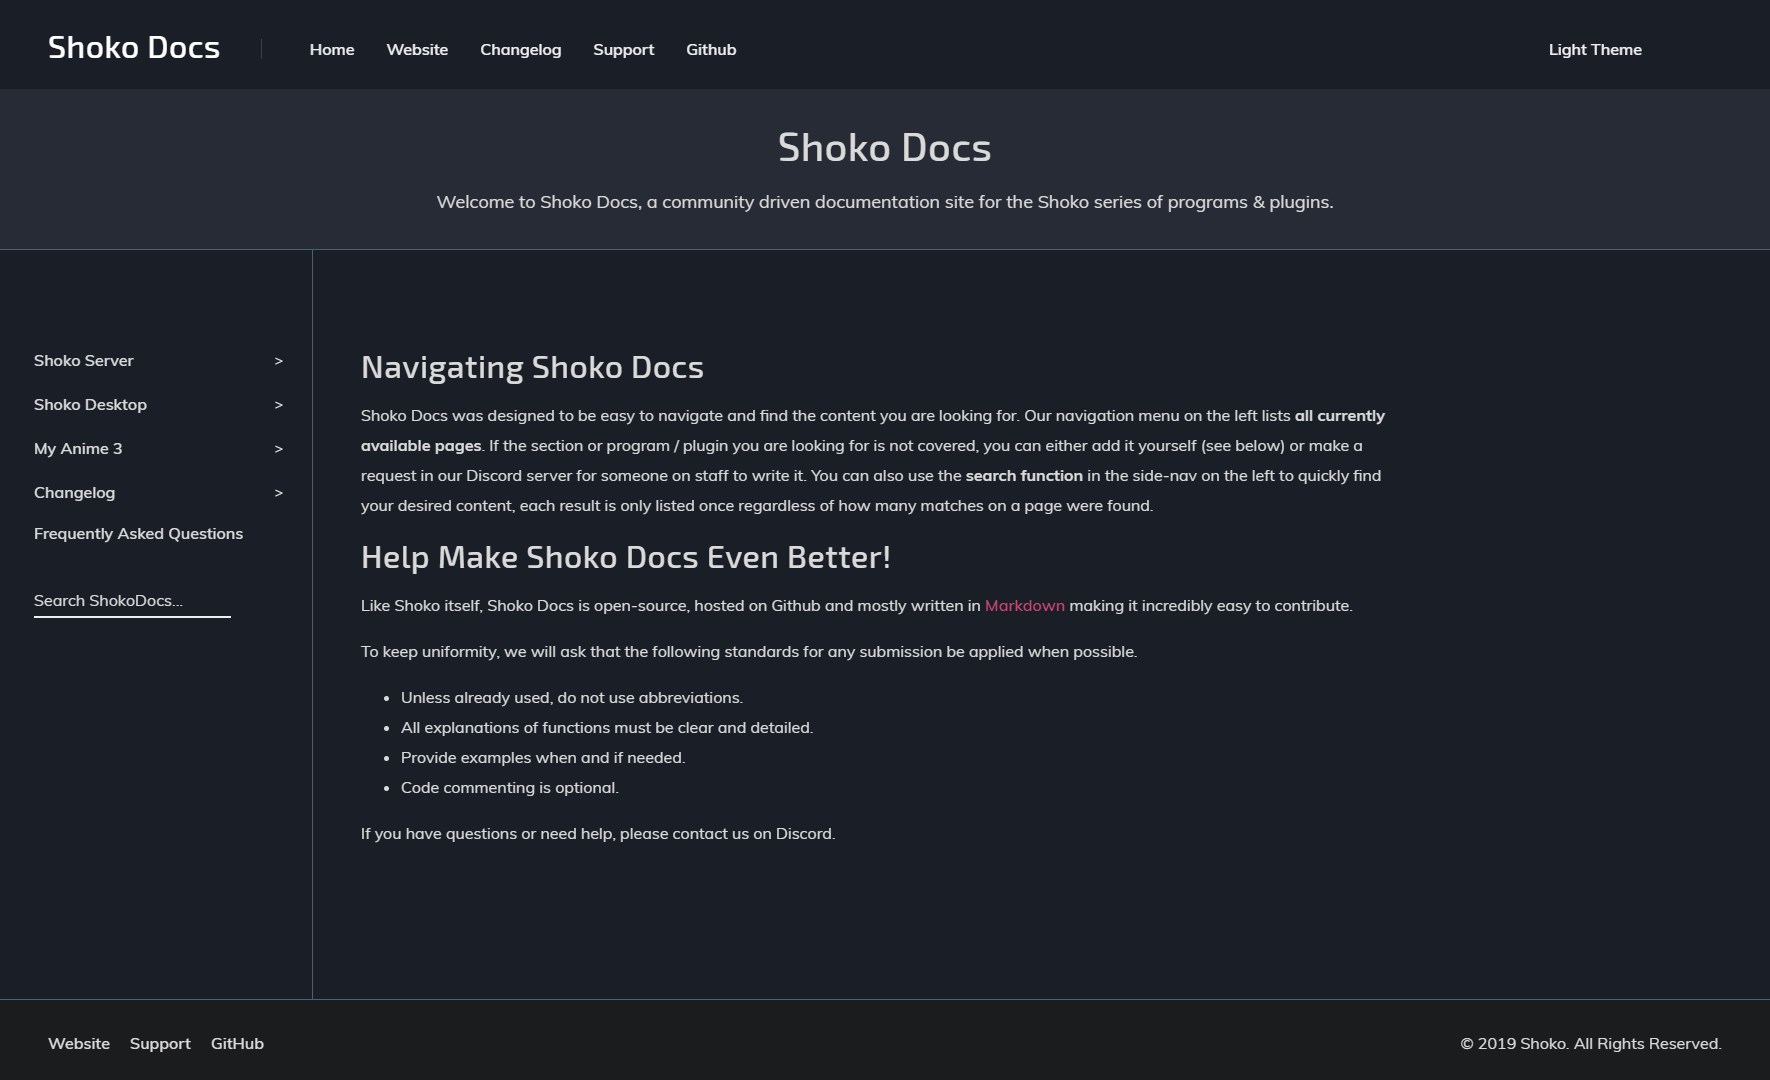 Shoko Docs
Home Website Changelog Support Github
Light Theme
Shoko Docs
Welcome to Shoko Docs, a community driven documentation site for the Shoko series of programs & plugins.
Shoko Server >
Shoko Desktop >
My Anime 3 >
Changelog >
Frequently Asked Questions
Search ShokoDocs...
Navigating Shoko Docs
Shoko Docs was designed to be easy to navigate and find the content you are looking for. Our navigation menu on the left lists all currently
available pages. If the section or program / plugin you are looking for is not covered, you can either add it yourself (see below) or make a
request in our Discord server for someone on staff to write it. You can also use the search function in the side-nav on the left to quickly find
your desired content, each result is only listed once regardless of how many matches on a page were found.
Help Make Shoko Docs Even Better!
Like Shoko itself, Shoko Docs is open-source, hosted on Github and mostly written in Markdown making it incredibly easy to contribute.
To keep uniformity, we will ask that the following standards for any submission be applied when possible.
• Unless already used, do not use abbreviations.
• All explanations of functions must be clear and detailed.
• Provide examples when and if needed.
• Code commenting is optional.
If you have questions or need help, please contact us on Discord.
Website Support GitHub
© 2019 Shoko. All Rights Reserved.